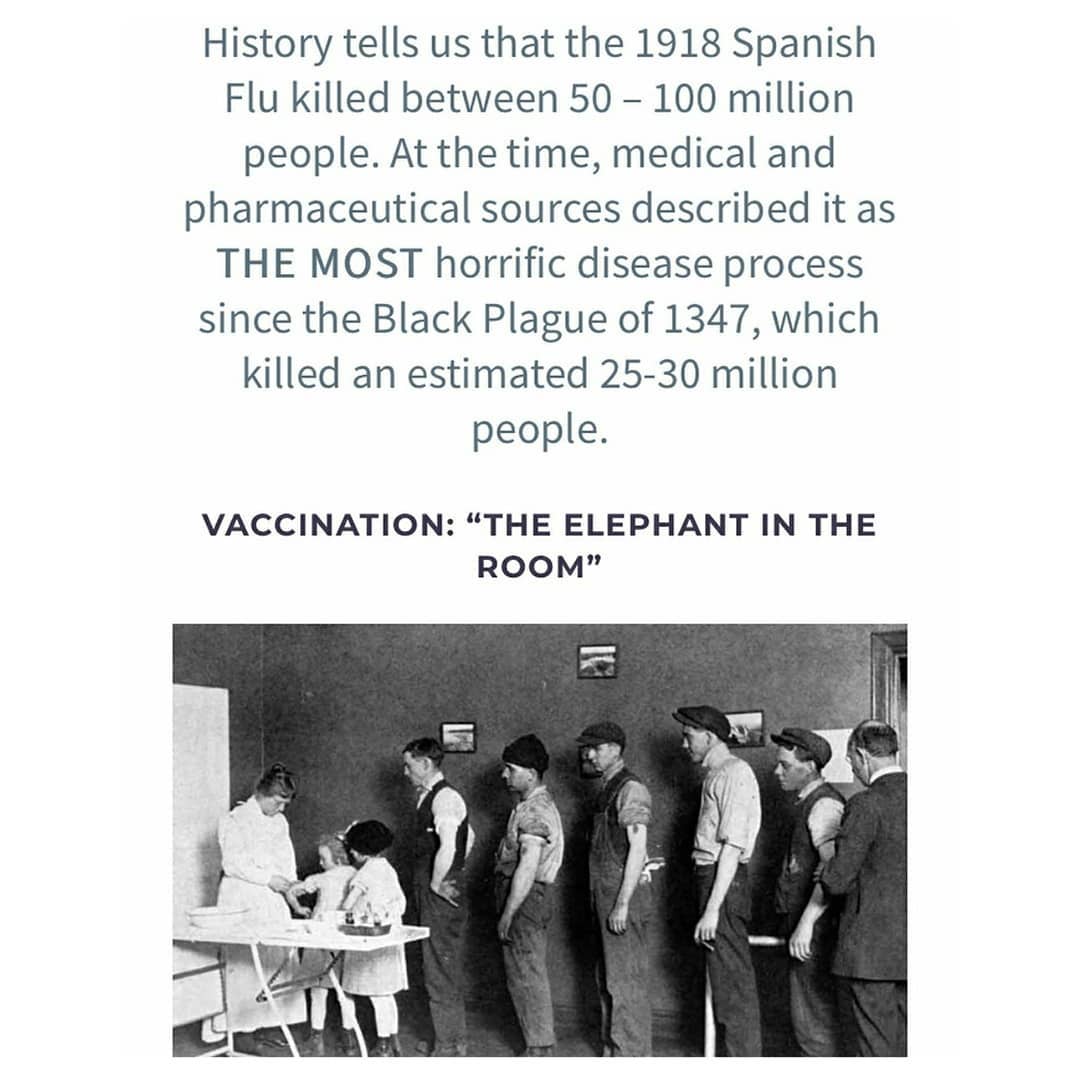 History tells us that the 1918 Spanish
Flu killed between 50 – 100 million
people. At the time, medical and
pharmaceutical sources described it as
THE MOST horrific disease process
since the Black Plague of 1347, which
killed an estimated 25-30 million
people.
VACCINATION: “THE ELEPHANT IN THE
ROOM”